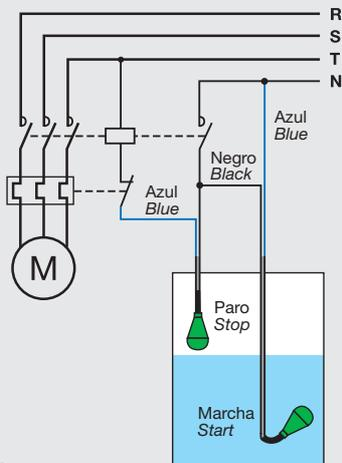 R
S
T
N
Azul
Blue
Negro
Black
Azul
Blue
M
Paro
Stop
Marcha
Start